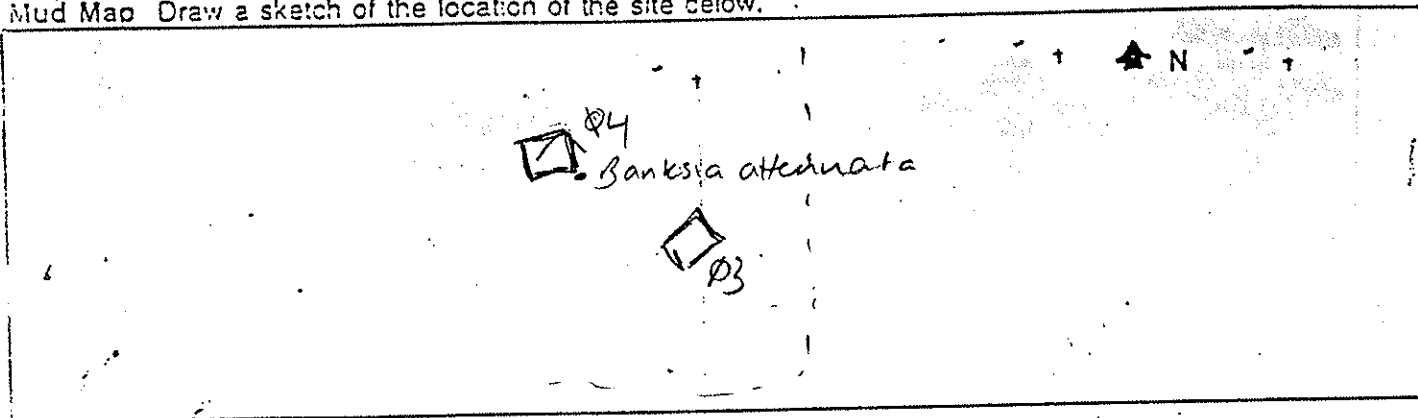 Mud Map Draw a sketch of the location of the site below.
N
Q4
Banksia attenuata
Q3